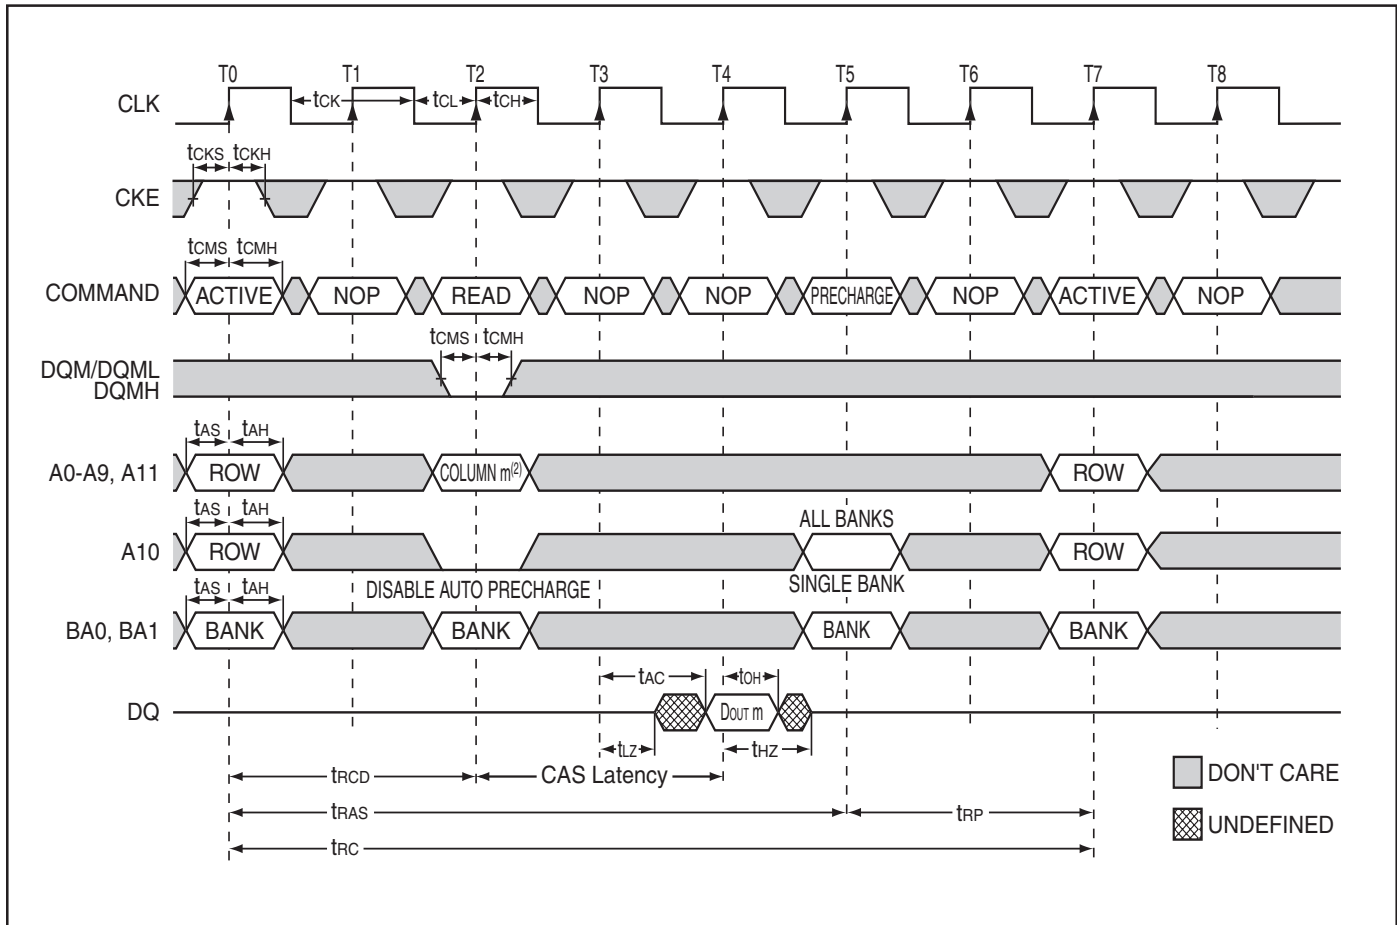 T0 T1 T2 T3 T4 T5 T6 T7 T8
CLK tCK tCL tCH
tCKS tCKH
CKE
tCMS tCMH
COMMAND ACTIVE NOP READ NOP NOP PRECHARGE NOP ACTIVE NOP
tCMS tCMH
DQM/DQML
DQMH
tAS tAH
A0-A9, A11 ROW COLUMN m(2) ROW
tAS tAH ALL BANKS
A10 ROW ROW
tAS tAH DISABLE AUTO PRECHARGE SINGLE BANK
BA0, BA1 BANK BANK BANK BANK
tAC tOH
DQ DOUT m
tLZ tHZ
tRCD CAS Latency DON'T CARE
tRAS tRP
UNDEFINED
tRC